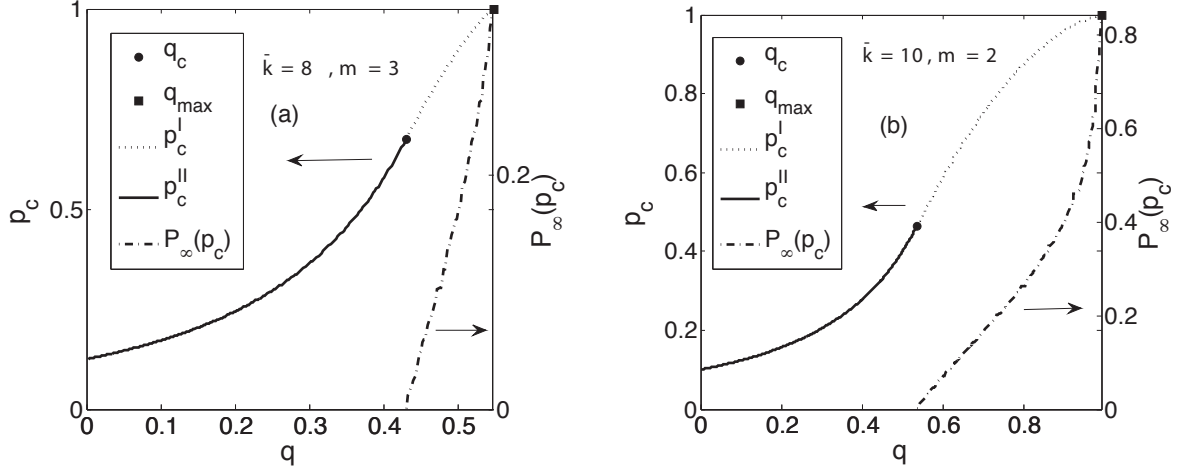 1
0.5
0
p_c
q_c
q_max
p_c^I
p_c^II
P_∞(p_c)
k̄ = 8 , m = 3
(a)
0.2
0
P_∞(p_c)
0 0.1 0.2 0.3 0.4 0.5
q
1
0.8
0.6
0.4
0.2
0
p_c
q_c
q_max
p_c^I
p_c^II
P_∞(p_c)
k̄ = 10 , m = 2
(b)
0.8
0.6
0.4
0.2
0
P_∞(p_c)
0 0.2 0.4 0.6 0.8
q